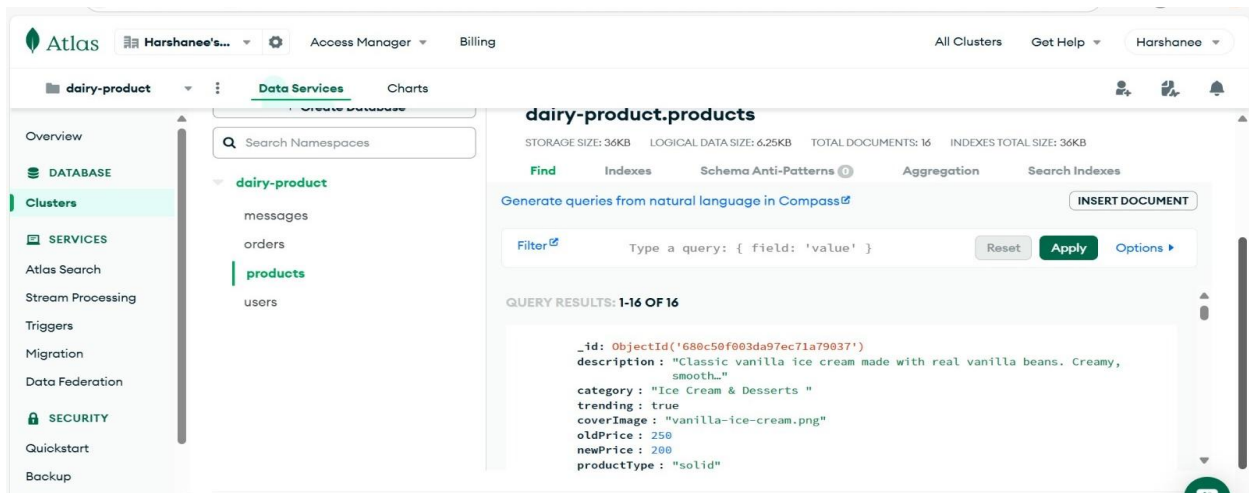 Atlas Harshanee's... Access Manager Billing All Clusters Get Help Harshanee
dairy-product Data Services Charts
+ Create Database
Overview
DATABASE
Clusters
SERVICES
Atlas Search
Stream Processing
Triggers
Migration
Data Federation
SECURITY
Quickstart
Backup
Search Namespaces
dairy-product
messages
orders
products
users
dairy-product.products
STORAGE SIZE: 36KB LOGICAL DATA SIZE: 6.25KB TOTAL DOCUMENTS: 16 INDEXES TOTAL SIZE: 36KB
Find Indexes Schema Anti-Patterns 0 Aggregation Search Indexes
Generate queries from natural language in Compass
INSERT DOCUMENT
Filter Type a query: { field: 'value' } Reset Apply Options
QUERY RESULTS: 1-16 OF 16
_id: ObjectId('680c50f003da97ec71a79037')
description : "Classic vanilla ice cream made with real vanilla beans. Creamy,
smooth…"
category : "Ice Cream & Desserts "
trending : true
coverImage : "vanilla-ice-cream.png"
oldPrice : 250
newPrice : 200
productType : "solid"